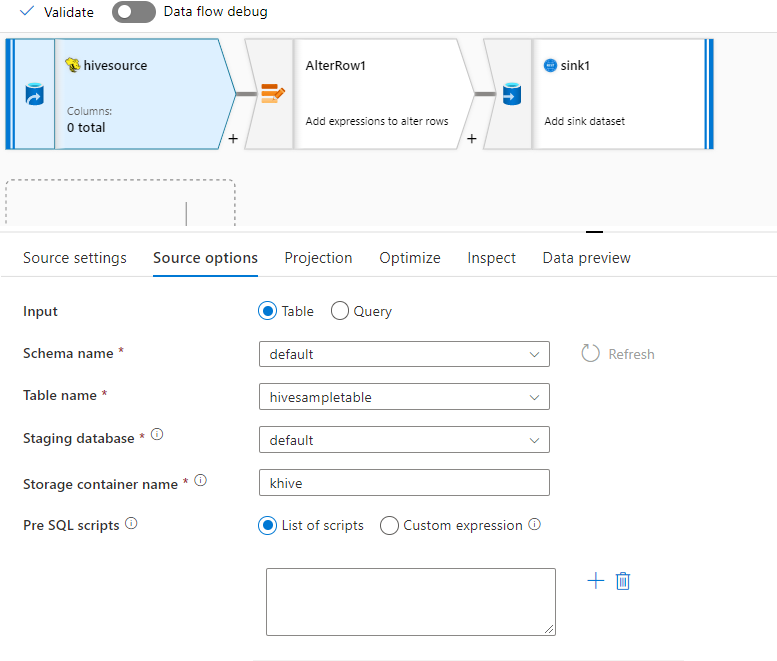 Validate Data flow debug
hivesource
Columns:
0 total
+
AlterRow1
Add expressions to alter rows
+
sink1
Add sink dataset
Source settings Source options Projection Optimize Inspect Data preview
Input Table Query
Schema name * default Refresh
Table name * hivesampletable
Staging database * default
Storage container name * khive
Pre SQL scripts List of scripts Custom expression